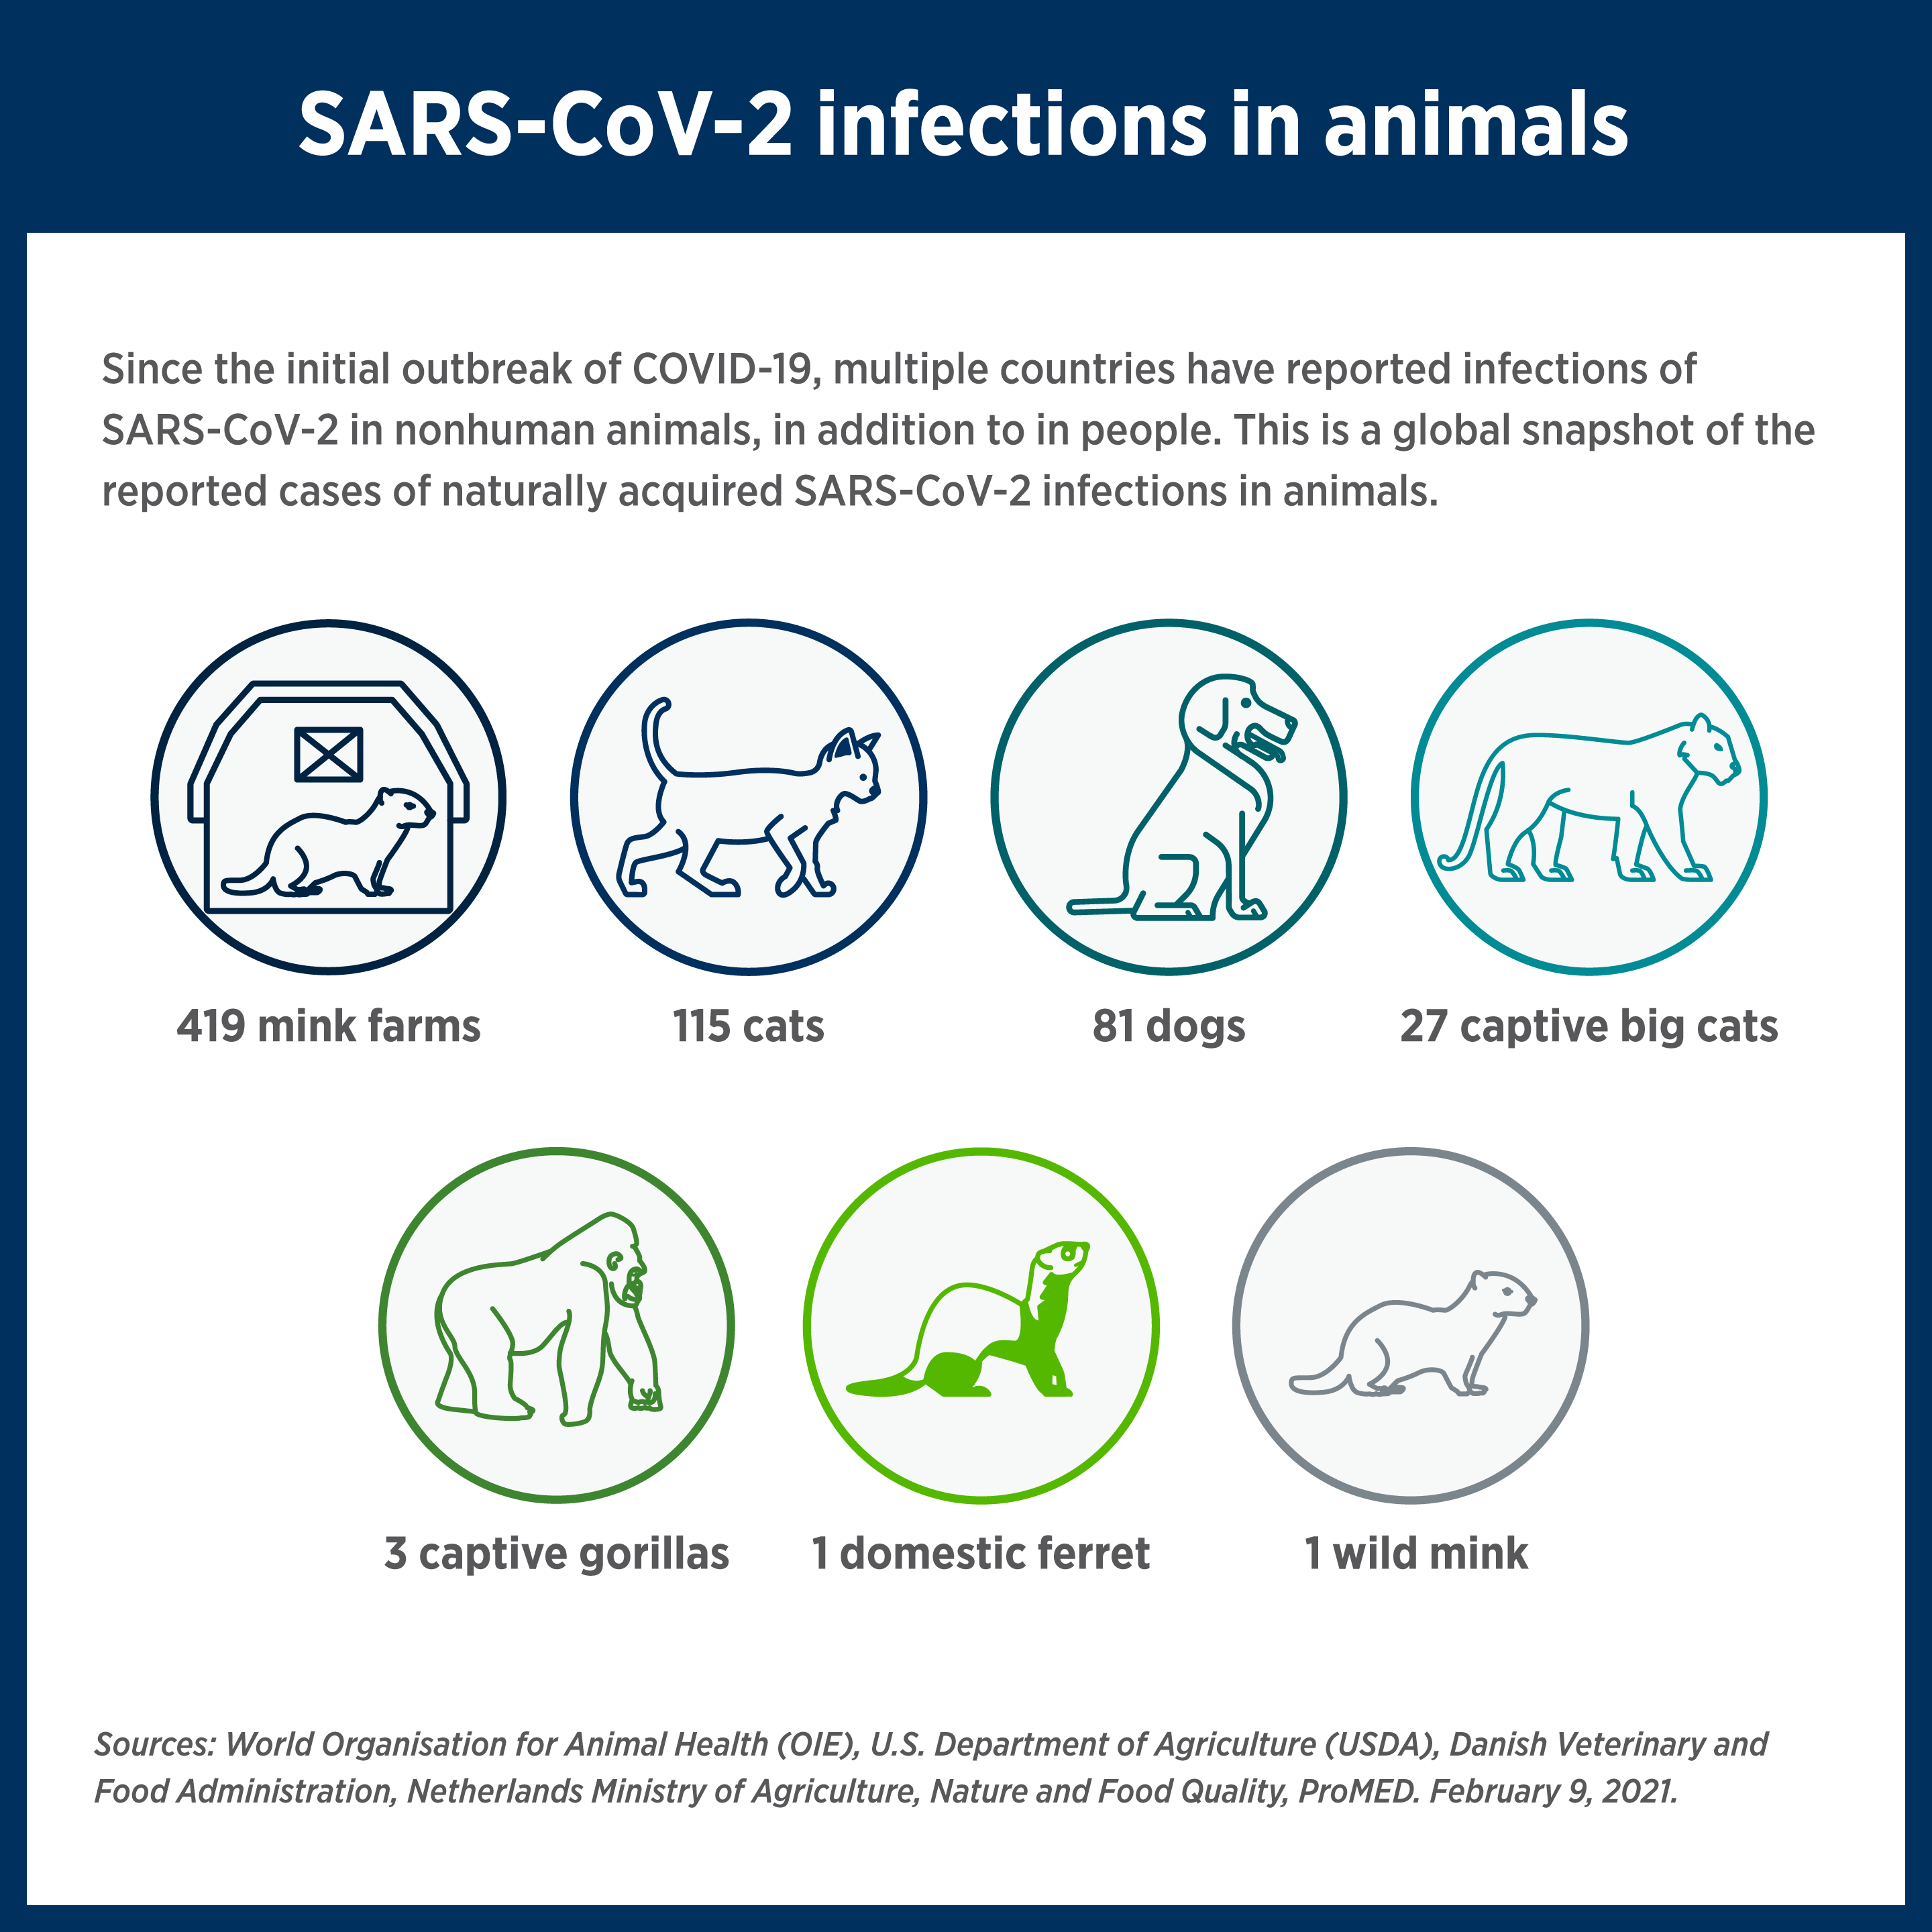 SARS-CoV-2 infections in animals
Since the initial outbreak of COVID-19, multiple countries have reported infections of
SARS-CoV-2 in nonhuman animals, in addition to in people. This is a global snapshot of the
reported cases of naturally acquired SARS-CoV-2 infections in animals.
419 mink farms
115 cats
81 dogs
27 captive big cats
3 captive gorillas
1 domestic ferret
1 wild mink
Sources: World Organisation for Animal Health (OIE), U.S. Department of Agriculture (USDA), Danish Veterinary and
Food Administration, Netherlands Ministry of Agriculture, Nature and Food Quality, ProMED. February 9, 2021.